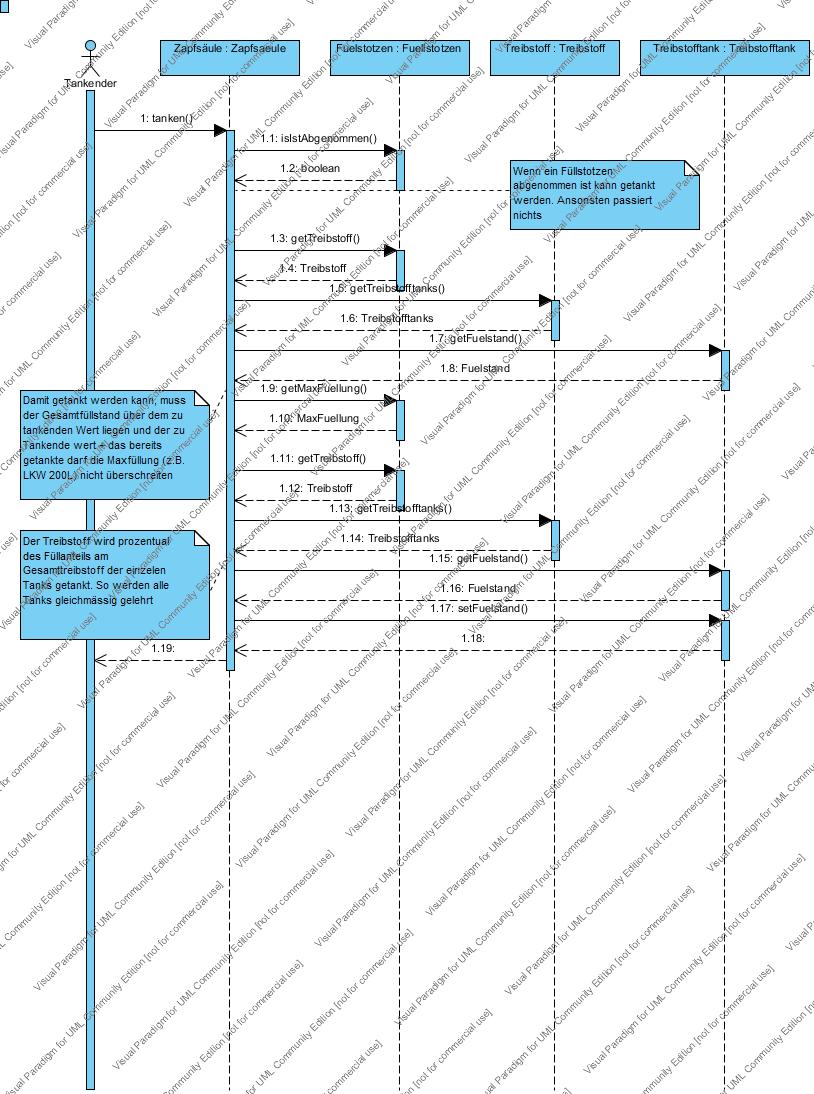 Zapfsäule : Zapfsaeule
Fuelstotzen : Fuellstotzen
Treibstoff : Treibstoff
Treibstofftank : Treibstofftank
Tankender
1: tanken()
1.1: isIstAbgenommen()
1.2: boolean
Wenn ein Füllstotzen
abgenommen ist kann getankt
werden. Ansonsten passiert
nichts
1.3: getTreibstoff()
1.4: Treibstoff
1.5: getTreibstofftanks()
1.6: Treibstofftanks
1.7: getFuelstand()
1.8: Fuelstand
1.9: getMaxFuellung()
1.10: MaxFuellung
Damit getankt werden kann, muss
der Gesamtfüllstand über dem zu
tankenden Wert liegen und der zu
Tankende wert + das bereits
getankte darf die Maxfüllung (z.B.
LKW 200L) nicht überschreiten
1.11: getTreibstoff()
1.12: Treibstoff
1.13: getTreibstofftanks()
1.14: Treibstofftanks
1.15: getFuelstand()
1.16: Fuelstand
1.17: setFuelstand()
1.18:
1.19:
Der Treibstoff wird prozentual
des Füllanteils am
Gesamttreibstoff der einzelen
Tanks getankt. So werden alle
Tanks gleichmässig gelehrt
Visual Paradigm for UML Community Edition [not for commercial use]